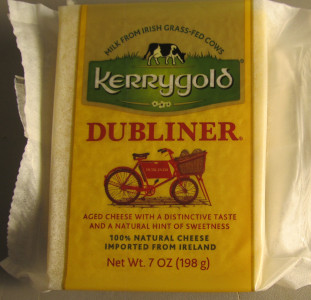 MILK FROM IRISH GRASS-FED COWS
Kerrygold
DUBLINER®
AGED CHEESE WITH A DISTINCTIVE TASTE
AND A NATURAL HINT OF SWEETNESS
100% NATURAL CHEESE
IMPORTED FROM IRELAND
Net Wt. 7 OZ (198 g)